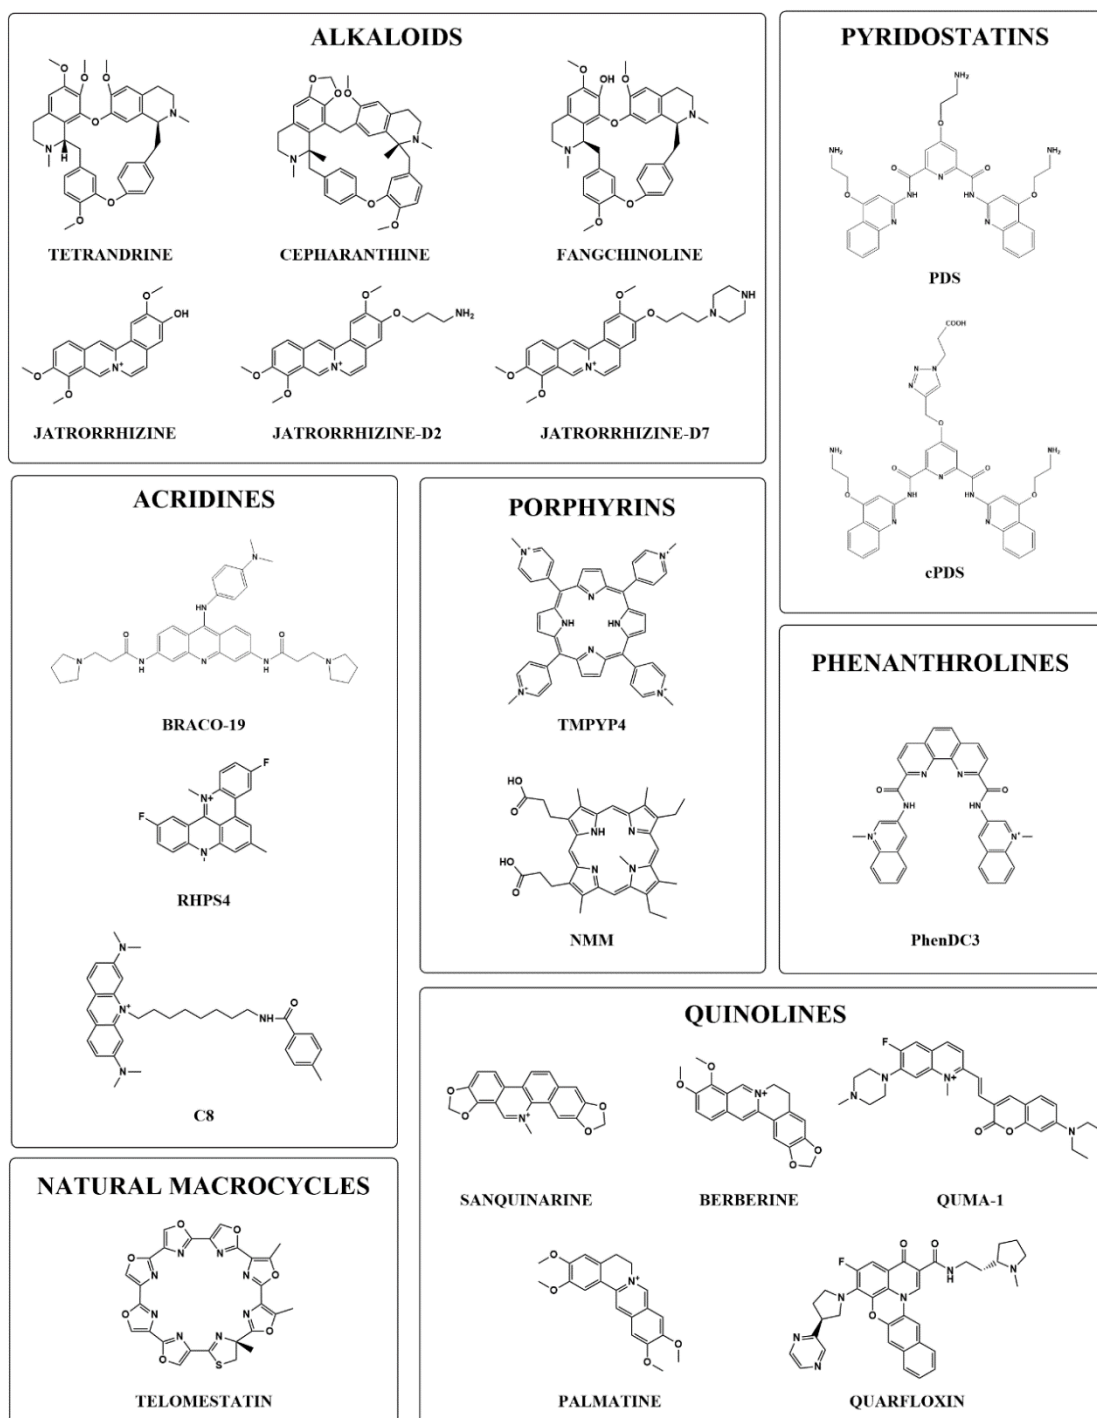 ALKALOIDS
TETRANDRINE
CEPHARANTHINE
FANGCHINOLINE
JATRORRHIZINE
JATRORRHIZINE-D2
JATRORRHIZINE-D7
PYRIDOSTATINS
PDS
cPDS
ACRIDINES
BRACO-19
RHPS4
C8
PORPHYRINS
TMPYP4
NMM
PHENANTHROLINES
PhenDC3
NATURAL MACROCYCLES
TELOMESTATIN
QUINOLINES
SANQUINARINE
BERBERINE
QUMA-1
PALMATINE
QUARFLOXIN